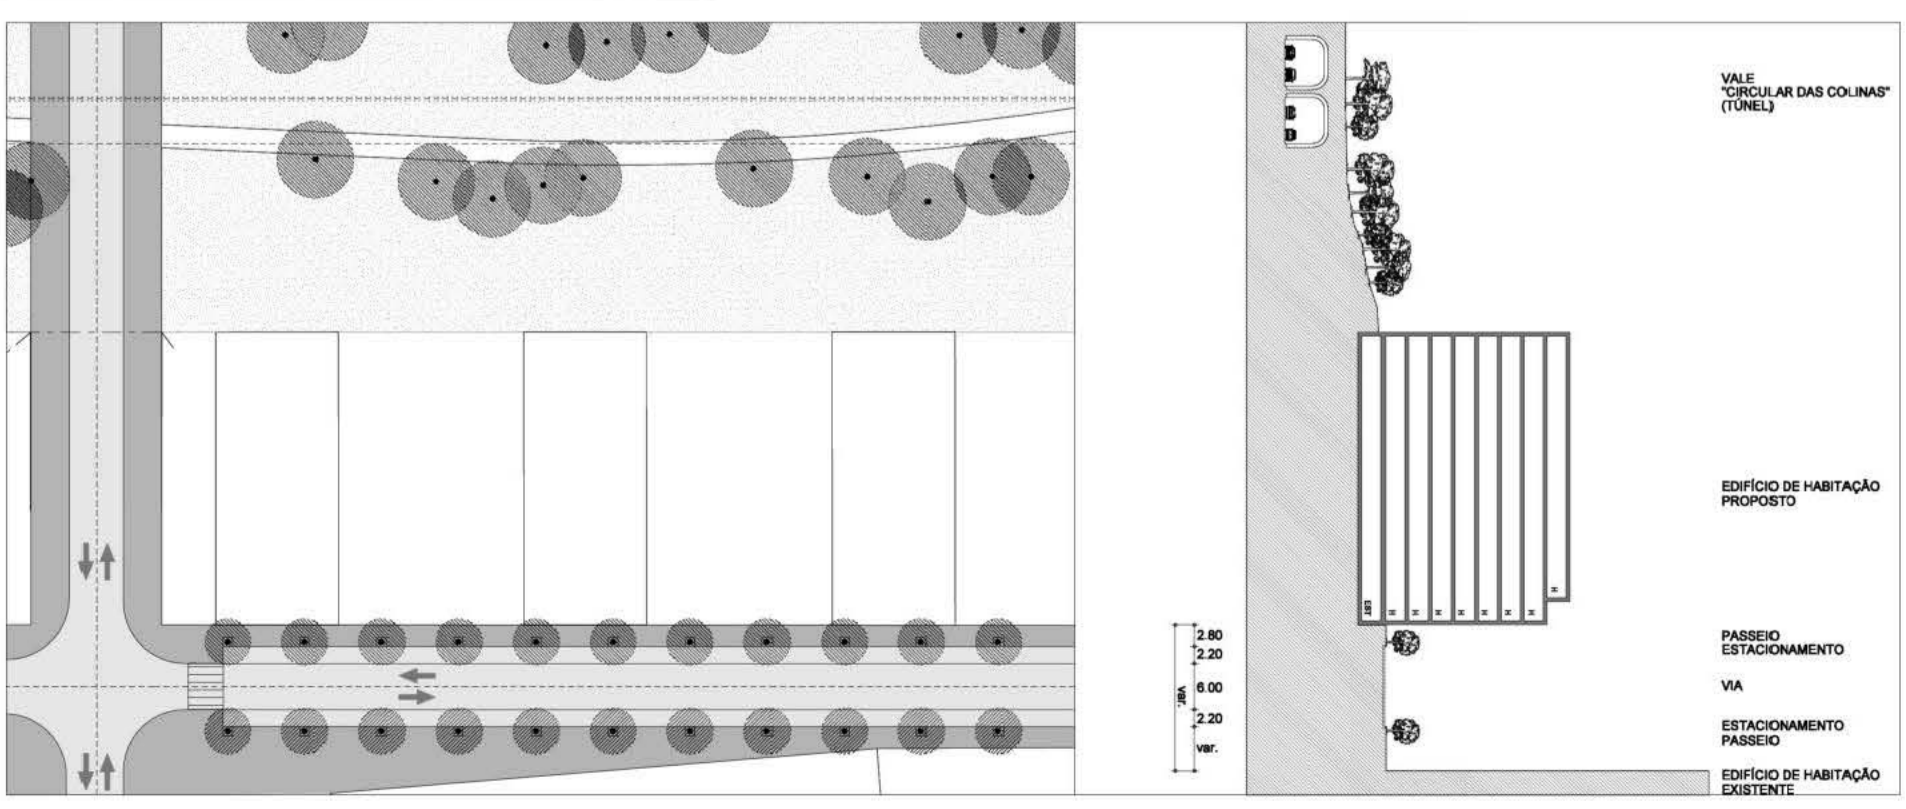 VALE
"CIRCULAR DAS COLINAS"
(TÚNEL)
EDIFÍCIO DE HABITAÇÃO
PROPOSTO
EST
H
H
H
H
H
H
H
H
2.80
2.20
6.00
2.20
var.
var.
PASSEIO
ESTACIONAMENTO
VIA
ESTACIONAMENTO
PASSEIO
EDIFÍCIO DE HABITAÇÃO
EXISTENTE